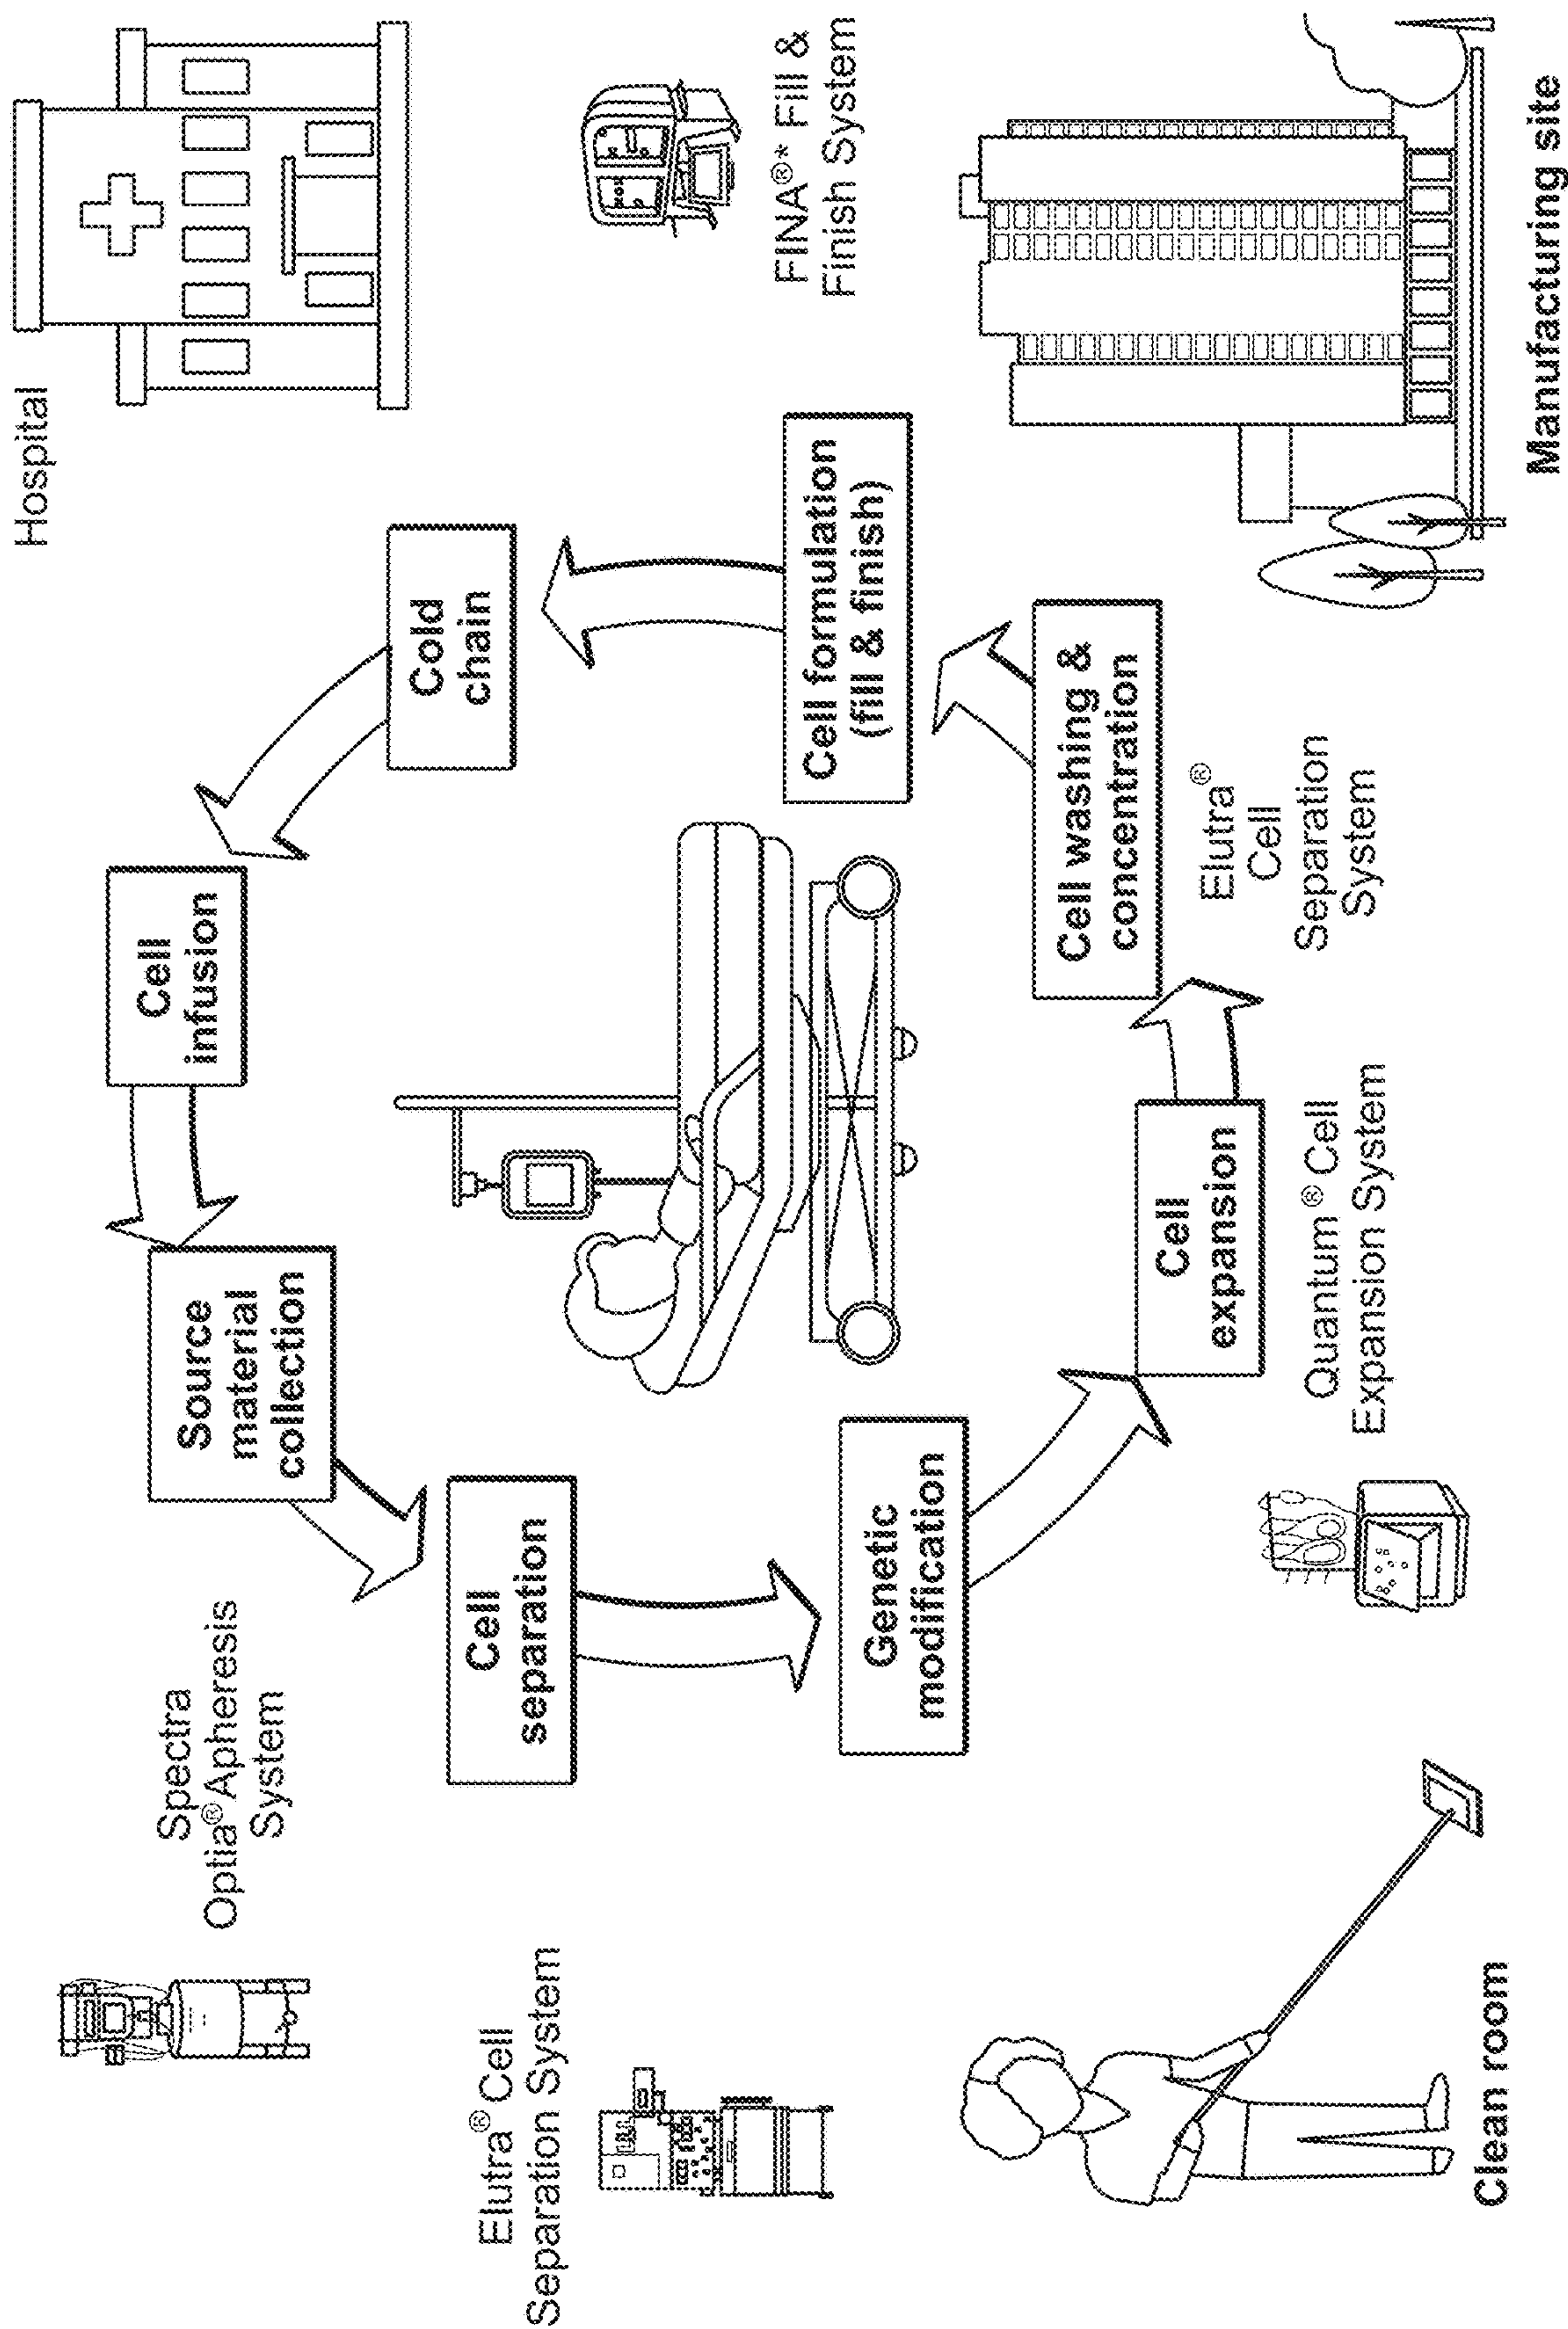 Hospital
Cell
infusion
Source
material
collection
Spectra
Optia® Apheresis
System
Cold
chain
Cell
separation
Elutra® Cell
Separation System
FINA®* Fill &
Finish System
Cell formulation
(fill & finish)
Genetic
modification
Cell washing &
concentration
Elutra®
Cell
Separation
System
Cell
expansion
Quantum® Cell
Expansion System
Clean room
Manufacturing site